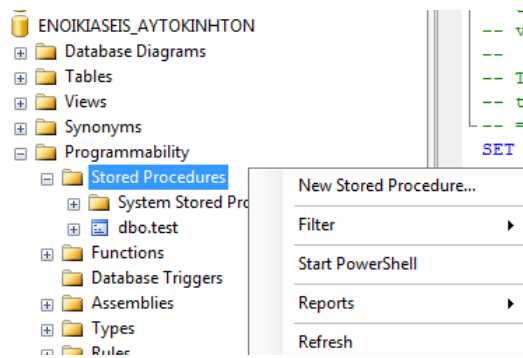 ENOIKIASEIS_AYTOKINHTON
Database Diagrams
Tables
Views
Synonyms
Programmability
Stored Procedures
System Stored Pro
dbo.test
Functions
Database Triggers
Assemblies
Types
Rules
-- v
--
-- T
-- t
-- =
SET
New Stored Procedure...
Filter
Start PowerShell
Reports
Refresh